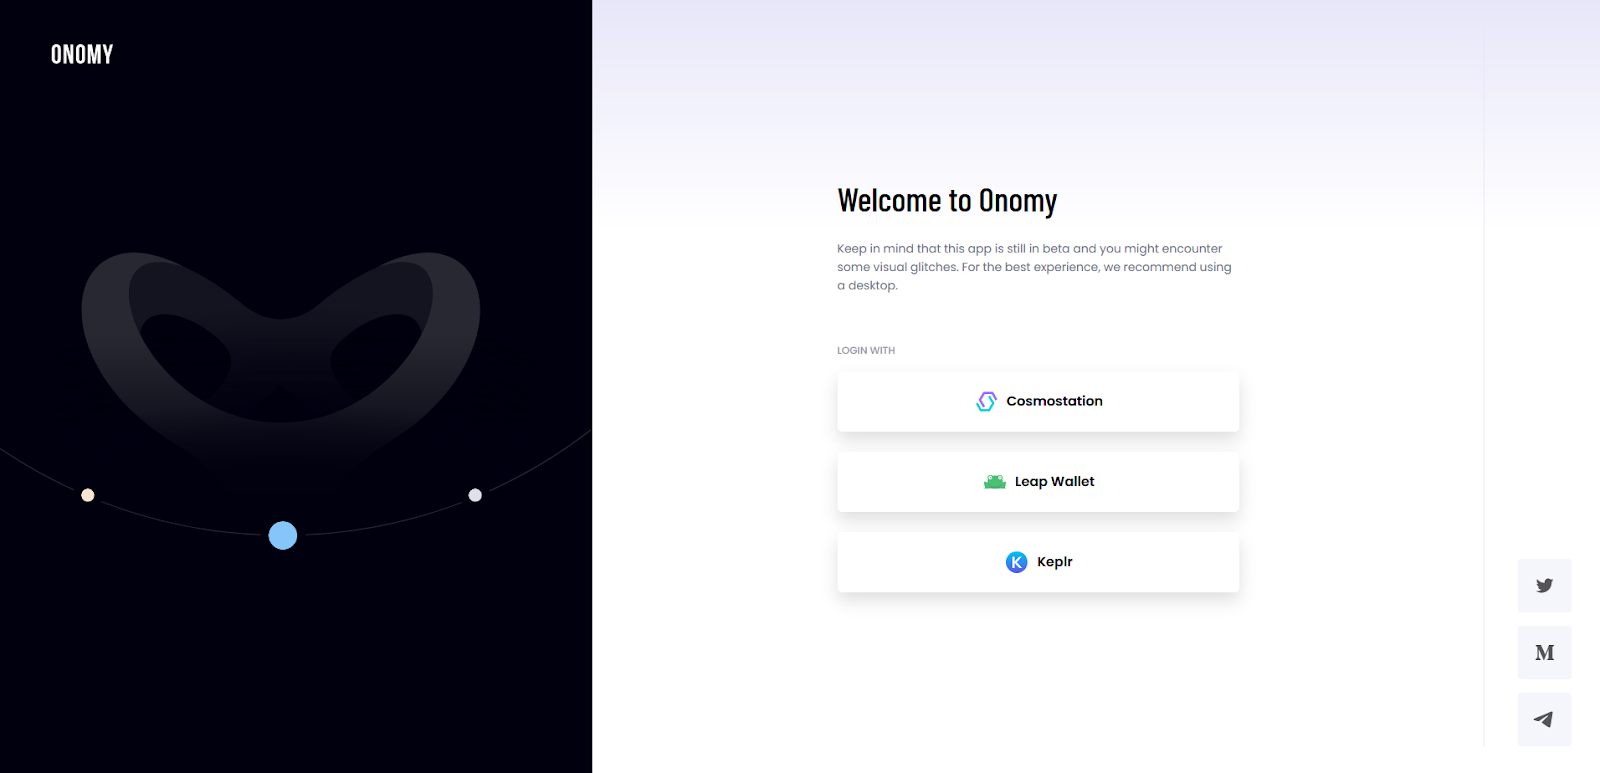 ONOMY
Welcome to Onomy
Keep in mind that this app is still in beta and you might encounter
some visual glitches. For the best experience, we recommend using
a desktop.
LOGIN WITH
Cosmostation
Leap Wallet
K Keplr
M